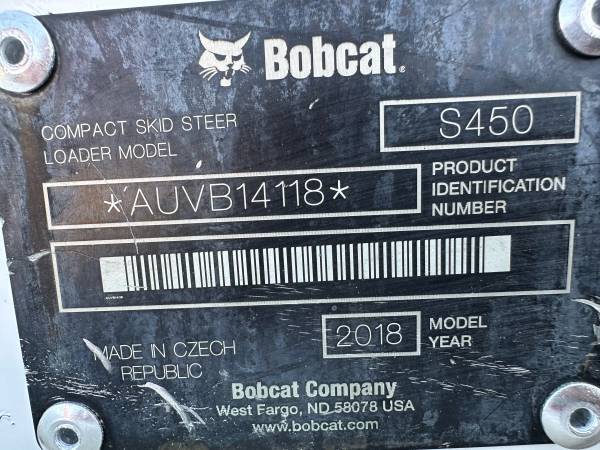 Bobcat
COMPACT SKID STEER
LOADER MODEL
S450
*AUVB14118*
PRODUCT
IDENTIFICATION
NUMBER
2018
MODEL
YEAR
MADE IN CZECH
REPUBLIC
Bobcat Company
West Fargo, ND 58078 USA
www.bobcat.com